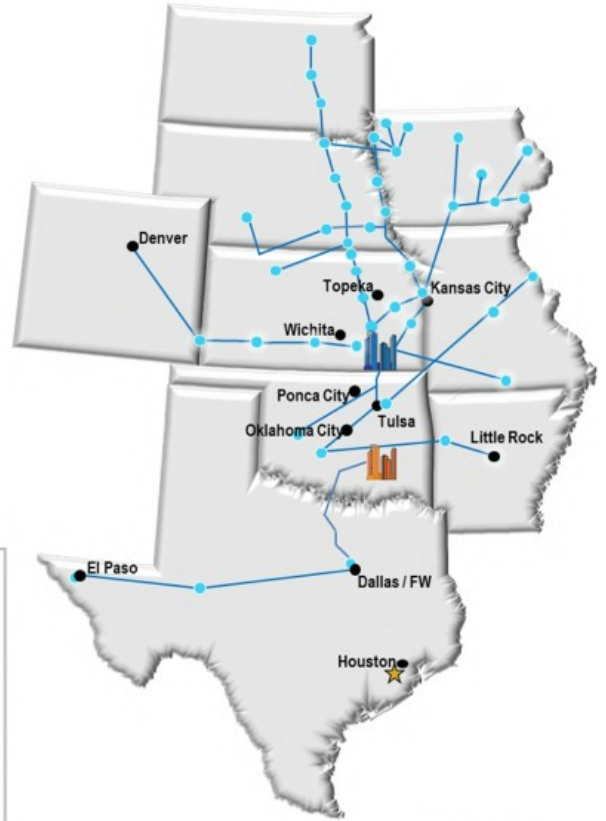 Denver
Topeka
Kansas City
Wichita
Ponca City
Tulsa
Oklahoma City
Little Rock
El Paso
Dallas / FW
Houston